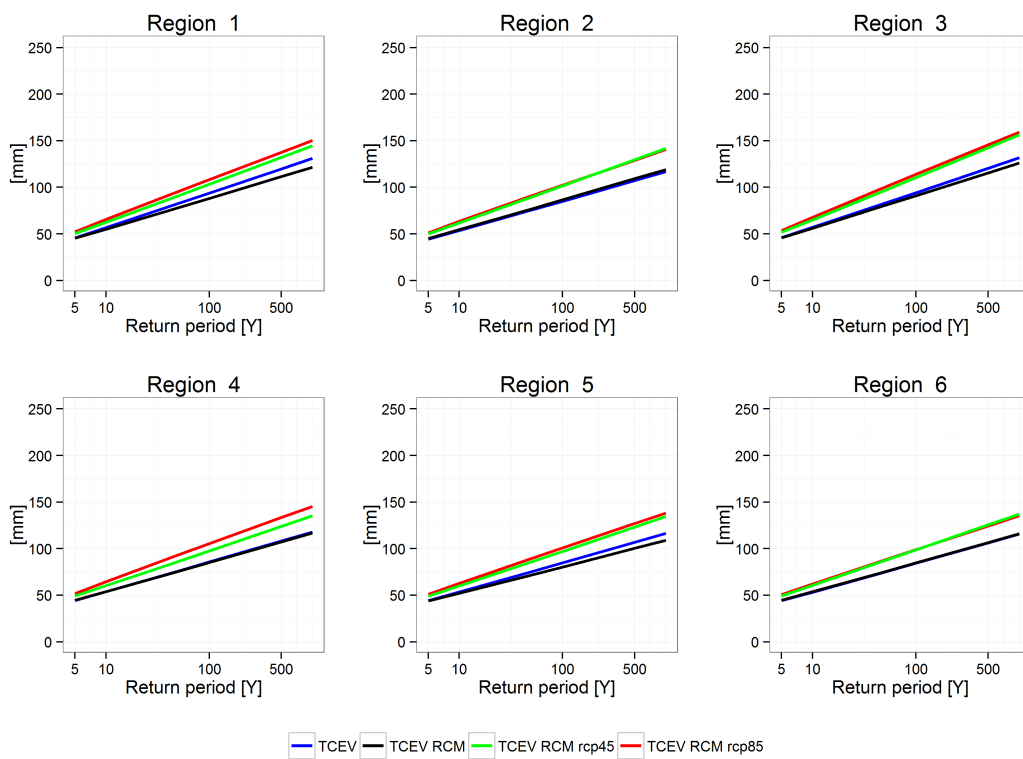 Region 1
Region 2
Region 3
250
200
150
100
50
0
[mm]
5 10 100 500
Return period [Y]
250
200
150
100
50
0
[mm]
5 10 100 500
Return period [Y]
250
200
150
100
50
0
[mm]
5 10 100 500
Return period [Y]
Region 4
Region 5
Region 6
250
200
150
100
50
0
[mm]
5 10 100 500
Return period [Y]
250
200
150
100
50
0
[mm]
5 10 100 500
Return period [Y]
250
200
150
100
50
0
[mm]
5 10 100 500
Return period [Y]
TCEV TCEV RCM TCEV RCM rcp45 TCEV RCM rcp85